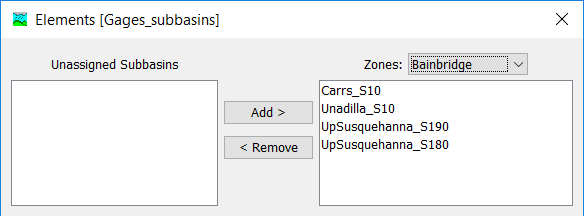 Elements [Gages_subbasins]
Unassigned Subbasins
Zones: Bainbridge
Add >
< Remove
Carrs_S10
Unadilla_S10
UpSusquehanna_S190
UpSusquehanna_S180